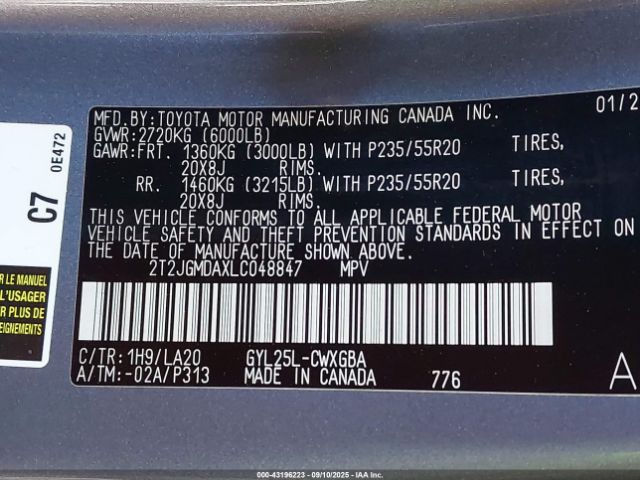 C7
0E472
R LE MANUEL
L'USAGER
R PLUS DE
EIGNEMENTS
MFD.BY:TOYOTA MOTOR MANUFACTURING CANADA INC. 01/2
GVWR:2720KG (6000LB)
GAWR:FRT. 1360KG (3000LB) WITH P235/55R20 TIRES,
20X8J RIMS.
RR. 1460KG (3215LB) WITH P235/55R20 TIRES,
20X8J RIMS.
THIS VEHICLE CONFORMS TO ALL APPLICABLE FEDERAL MOTOR
VEHICLE SAFETY AND THEFT PREVENTION STANDARDS IN EFFECT O
THE DATE OF MANUFACTURE SHOWN ABOVE.
2T2JGMDAXLC048847 MPV
C/TR: 1H9/LA20 GYL25L-CWXGBA
A/TM:-02A/P313 MADE IN CANADA 776 A
000-43196223 - 09/10/2025 - IAA Inc.